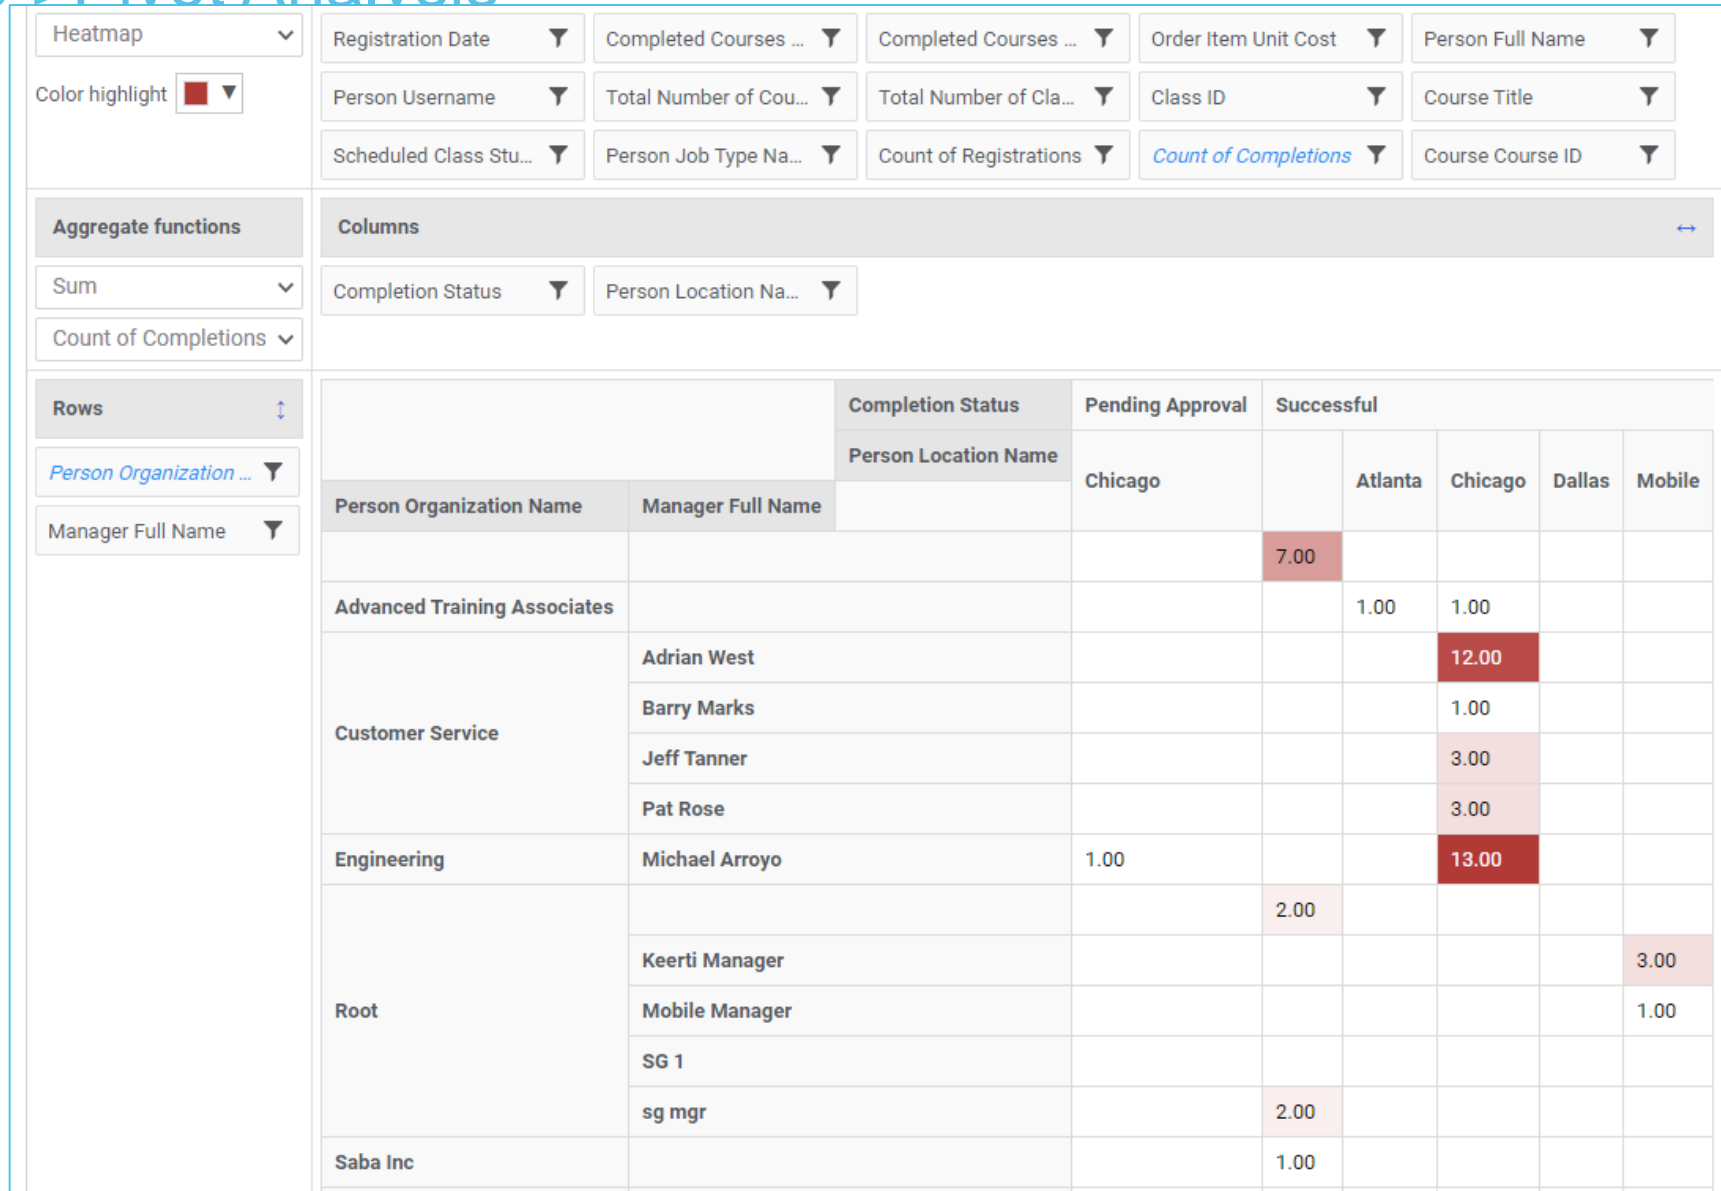 > Pivot Analysis
Heatmap
Registration Date Completed Courses ... Completed Courses ... Order Item Unit Cost Person Full Name
Color highlight
Person Username Total Number of Cou... Total Number of Cla... Class ID Course Title
Scheduled Class Stu... Person Job Type Na... Count of Registrations Count of Completions Course Course ID
Aggregate functions Columns ↔
Sum
Completion Status Person Location Na...
Count of Completions
Rows ↕
Person Organization ...
Manager Full Name
Completion Status Pending Approval Successful
Person Location Name
Chicago Atlanta Chicago Dallas Mobile
Person Organization Name Manager Full Name
7.00
Advanced Training Associates 1.00 1.00
Customer Service
Adrian West 12.00
Barry Marks 1.00
Jeff Tanner 3.00
Pat Rose 3.00
Engineering Michael Arroyo 1.00 13.00
Root
2.00
Keerti Manager 3.00
Mobile Manager 1.00
SG 1
sg mgr 2.00
Saba Inc 1.00